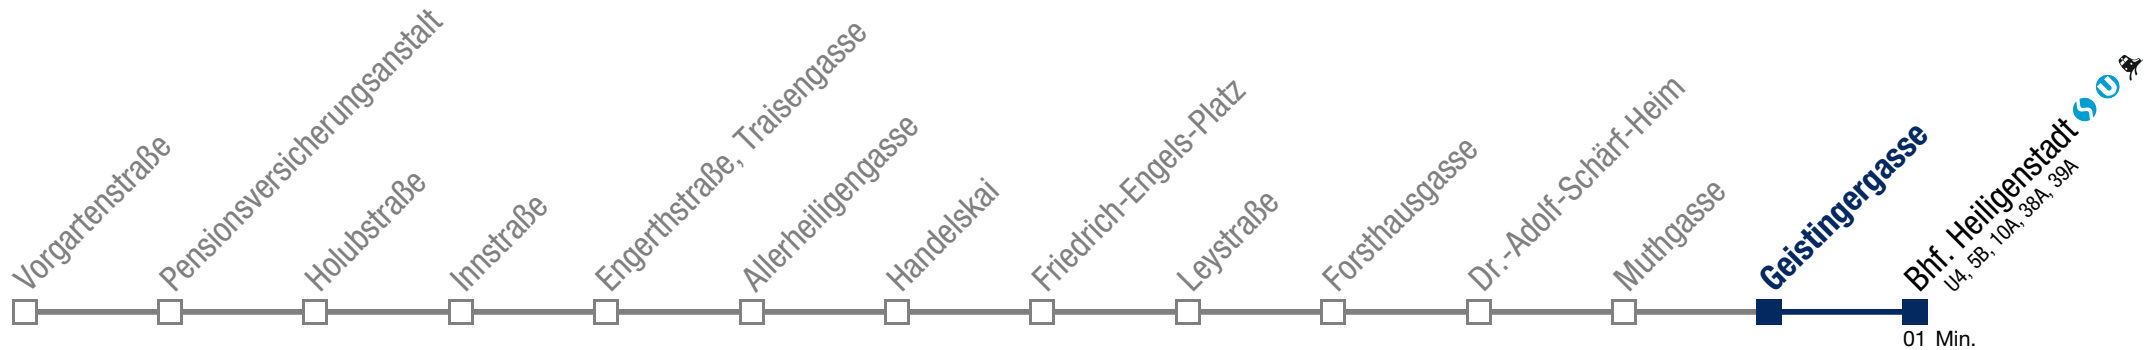 Vorgartenstraße
Pensionsversicherungsanstalt
Holubstraße
Innstraße
Engerthstraße, Traisengasse
Allerheiligengasse
Handelskai
Friedrich-Engels-Platz
Leystraße
Forsthausgasse
Dr.-Adolf-Schärf-Heim
Muthgasse
Geistingergasse
Bhf. Heiligenstadt S U
U4, 5B, 10A, 38A, 39A
01 Min.